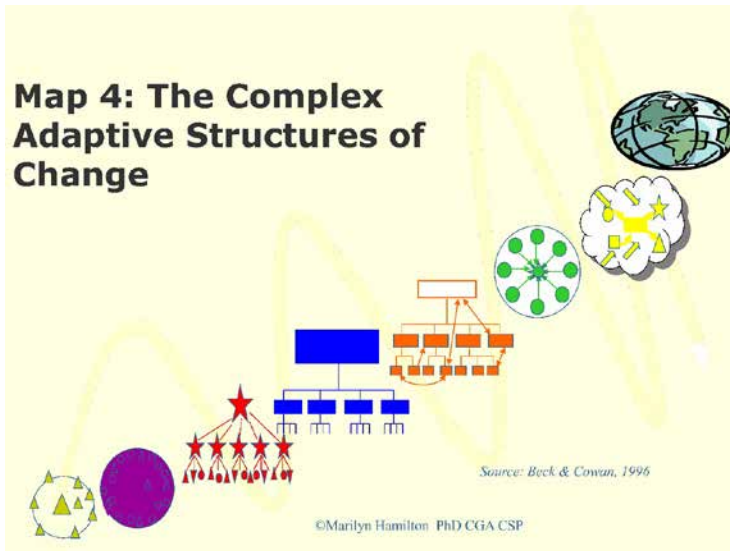 Map 4: The Complex
Adaptive Structures of
Change
Source: Beck & Cowan, 1996
©Marilyn Hamilton PhD CGA CSP